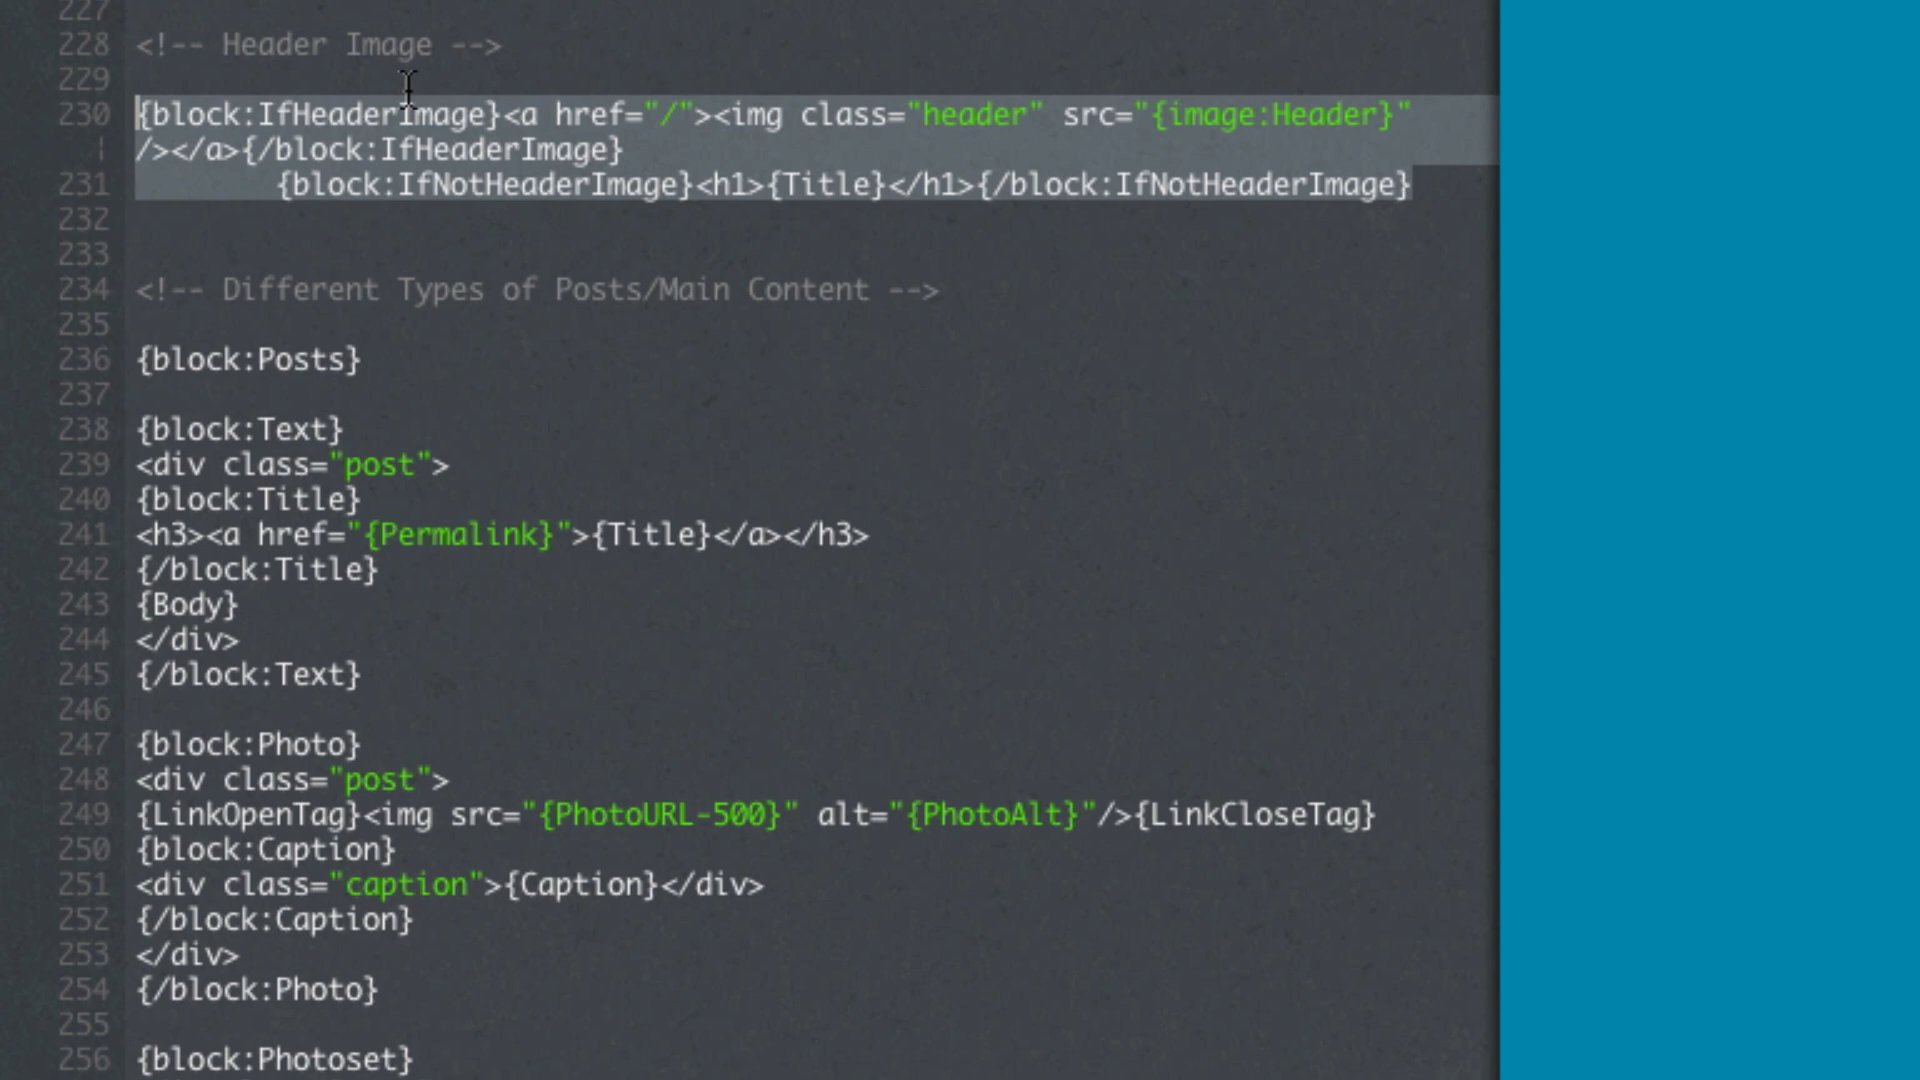 227
228 <!-- Header Image -->
229
230 {block:IfHeaderImage}<a href="/"><img class="header" src="{image:Header}"
/></a>{/block:IfHeaderImage}
231 {block:IfNotHeaderImage}<h1>{Title}</h1>{/block:IfNotHeaderImage}
232
233
234 <!-- Different Types of Posts/Main Content -->
235
236 {block:Posts}
237
238 {block:Text}
239 <div class="post">
240 {block:Title}
241 <h3><a href="{Permalink}">{Title}</a></h3>
242 {/block:Title}
243 {Body}
244 </div>
245 {/block:Text}
246
247 {block:Photo}
248 <div class="post">
249 {LinkOpenTag}<img src="{PhotoURL-500}" alt="{PhotoAlt}"/>{LinkCloseTag}
250 {block:Caption}
251 <div class="caption">{Caption}</div>
252 {/block:Caption}
253 </div>
254 {/block:Photo}
255
256 {block:Photoset}